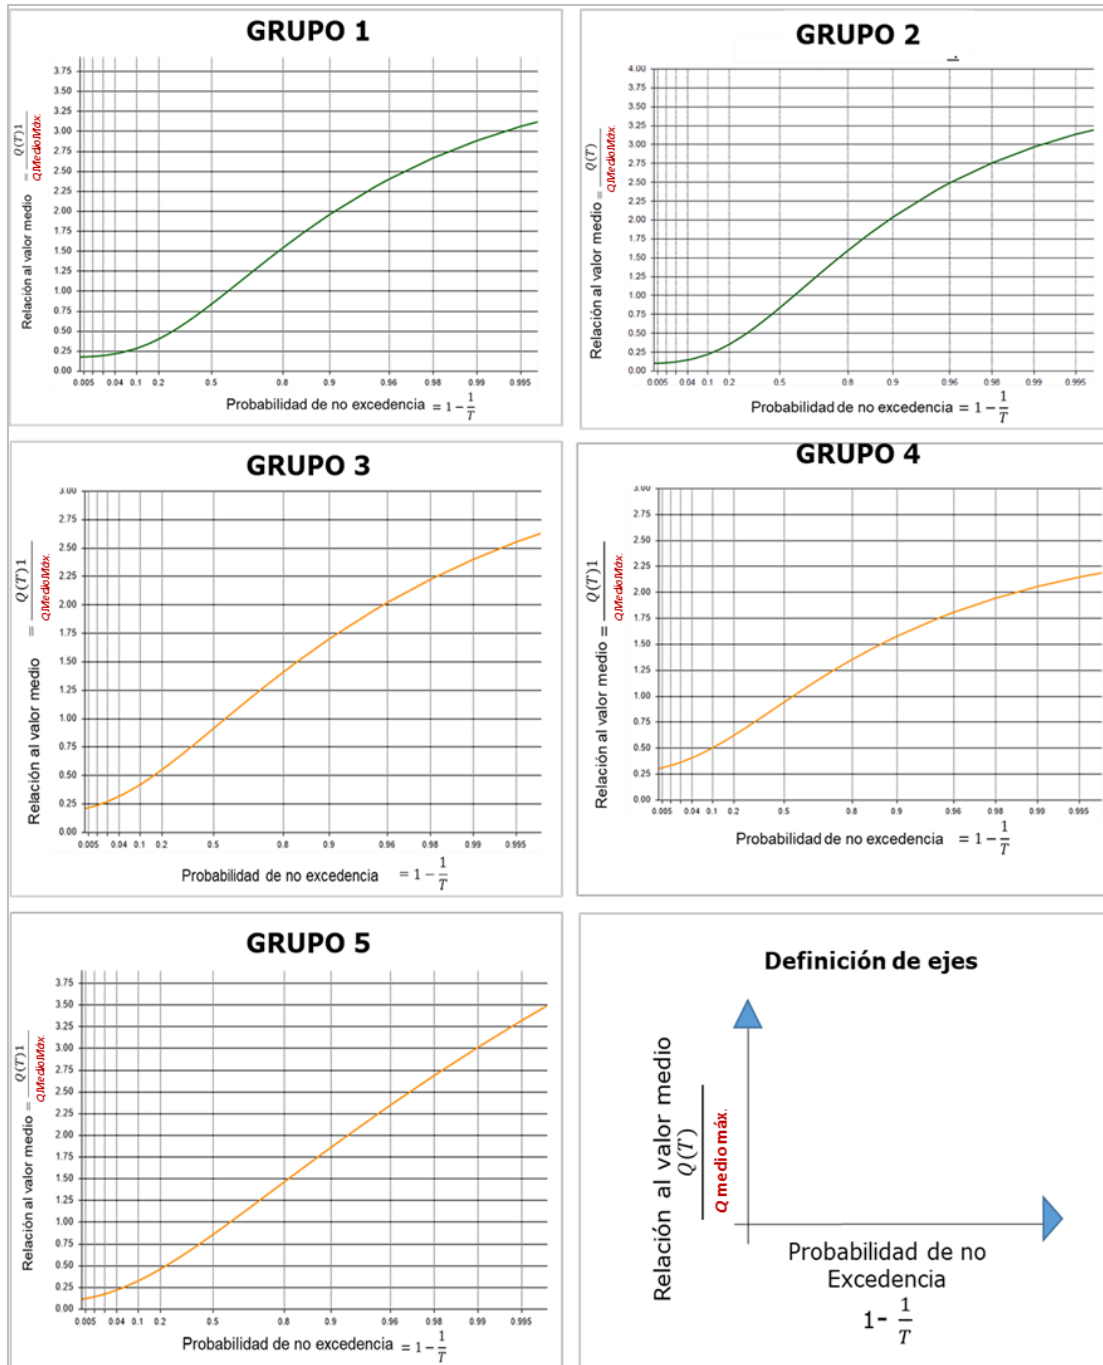 GRUPO 1
3.75
3.50
3.25
3.00
2.75
2.50
2.25
2.00
1.75
1.50
1.25
1.00
0.75
0.50
0.25
0.00
Relación al valor medio = Q(T)1
QMedioMáx.
0.005 0.04 0.1 0.2 0.5 0.8 0.9 0.96 0.98 0.99 0.995
Probabilidad de no excedencia = 1 − 1
T
GRUPO 2
4.00
3.75
3.50
3.25
3.00
2.75
2.50
2.25
2.00
1.75
1.50
1.25
1.00
0.75
0.50
0.25
0.00
Relación al valor medio = Q(T)
QMedioMáx.
0.005 0.04 0.1 0.2 0.5 0.8 0.9 0.96 0.98 0.99 0.995
Probabilidad de no excedencia = 1 − 1
T
GRUPO 3
3.00
2.75
2.50
2.25
2.00
1.75
1.50
1.25
1.00
0.75
0.50
0.25
0.00
Relación al valor medio = Q(T)1
QMedioMáx.
0.005 0.04 0.1 0.2 0.5 0.8 0.9 0.96 0.98 0.99 0.995
Probabilidad de no excedencia = 1 − 1
T
GRUPO 4
3.00
2.75
2.50
2.25
2.00
1.75
1.50
1.25
1.00
0.75
0.50
0.25
0.00
Relación al valor medio = Q(T)1
QMedioMáx.
0.005 0.04 0.1 0.2 0.5 0.8 0.9 0.96 0.98 0.99 0.995
Probabilidad de no excedencia = 1 − 1
T
GRUPO 5
3.75
3.50
3.25
3.00
2.75
2.50
2.25
2.00
1.75
1.50
1.25
1.00
0.75
0.50
0.25
0.00
Relación al valor medio = Q(T)1
QMedioMáx.
0.005 0.04 0.1 0.2 0.5 0.8 0.9 0.96 0.98 0.99 0.995
Probabilidad de no excedencia = 1 − 1
T
Definición de ejes
Relación al valor medio
Q(T)
Q medio máx.
Probabilidad de no
Excedencia
1- 1
T